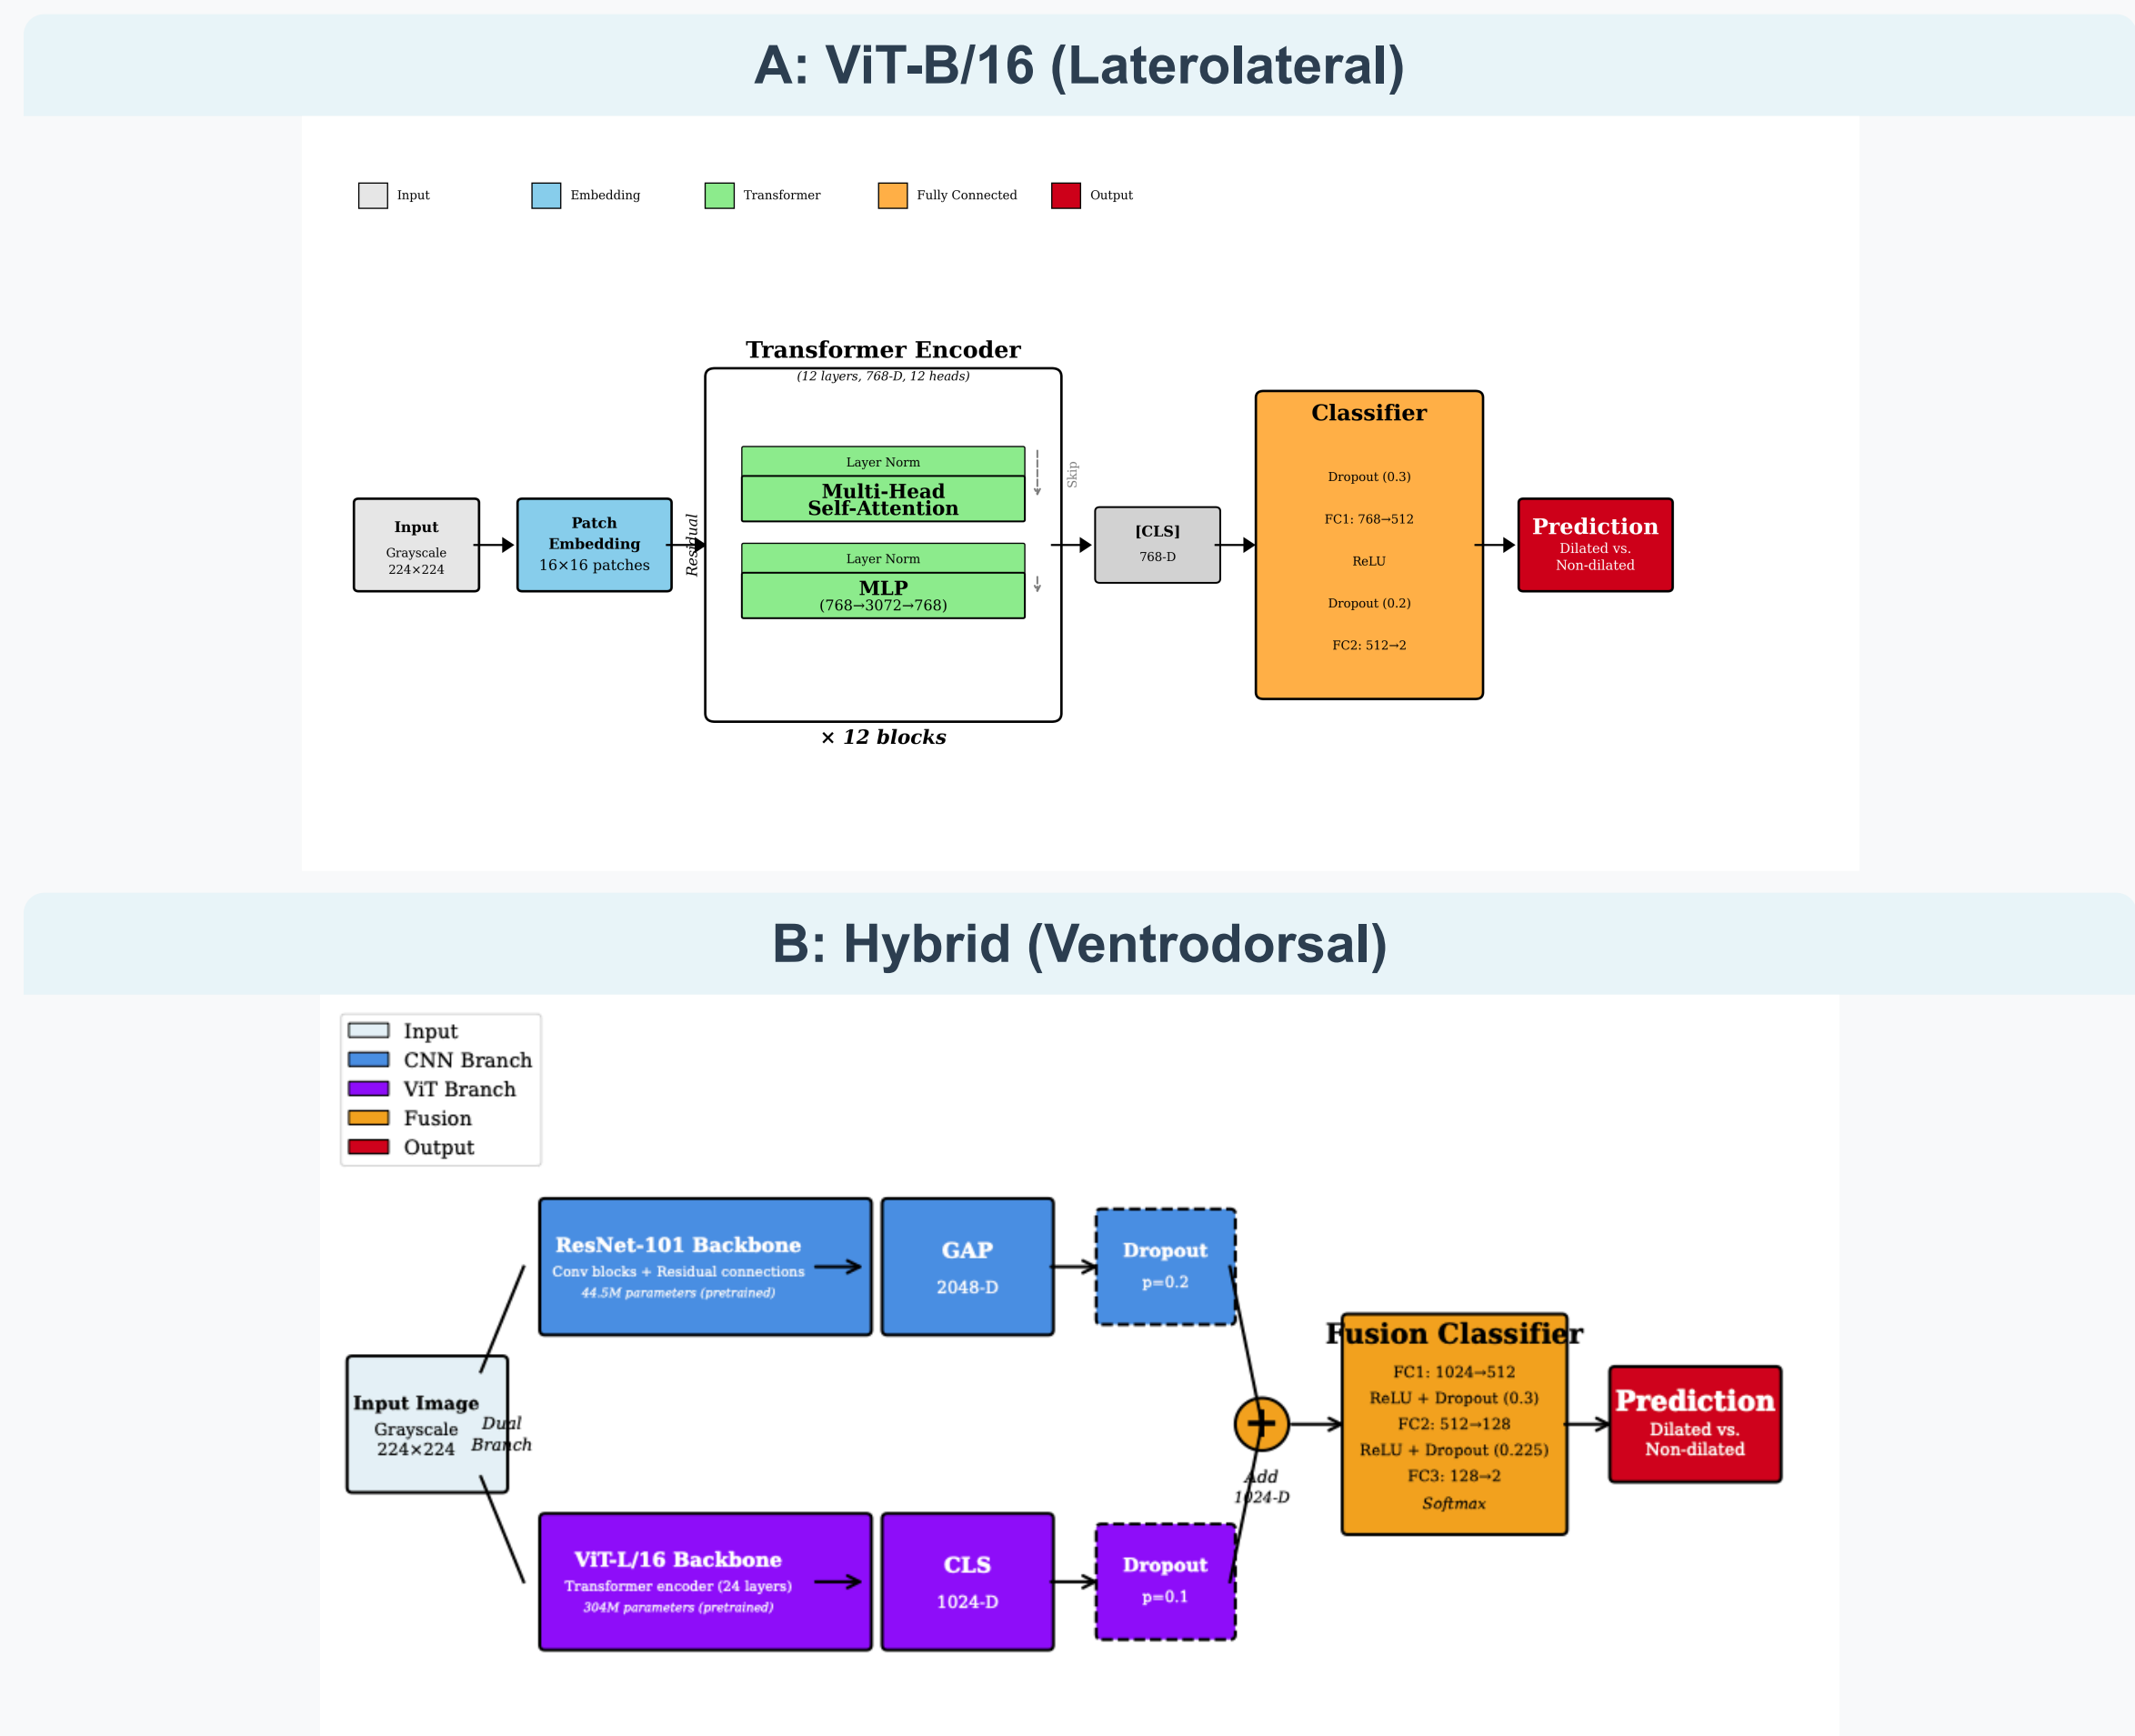 A: ViT-B/16 (Laterolateral)
Input
Embedding
Transformer
Fully Connected
Output
Transformer Encoder
(12 layers, 768-D, 12 heads)
Input
Grayscale
224×224
Patch
Embedding
16×16 patches
Residual
Layer Norm
Multi-Head
Self-Attention
Skip
Layer Norm
MLP
(768→3072→768)
× 12 blocks
[CLS]
768-D
Classifier
Dropout (0.3)
FC1: 768→512
ReLU
Dropout (0.2)
FC2: 512→2
Prediction
Dilated vs.
Non-dilated
B: Hybrid (Ventrodorsal)
Input
CNN Branch
ViT Branch
Fusion
Output
Input Image
Grayscale
224×224
Dual
Branch
ResNet-101 Backbone
Conv blocks + Residual connections
44.5M parameters (pretrained)
GAP
2048-D
Dropout
p=0.2
ViT-L/16 Backbone
Transformer encoder (24 layers)
304M parameters (pretrained)
CLS
1024-D
Dropout
p=0.1
+
Add
1024-D
Fusion Classifier
FC1: 1024→512
ReLU + Dropout (0.3)
FC2: 512→128
ReLU + Dropout (0.225)
FC3: 128→2
Softmax
Prediction
Dilated vs.
Non-dilated